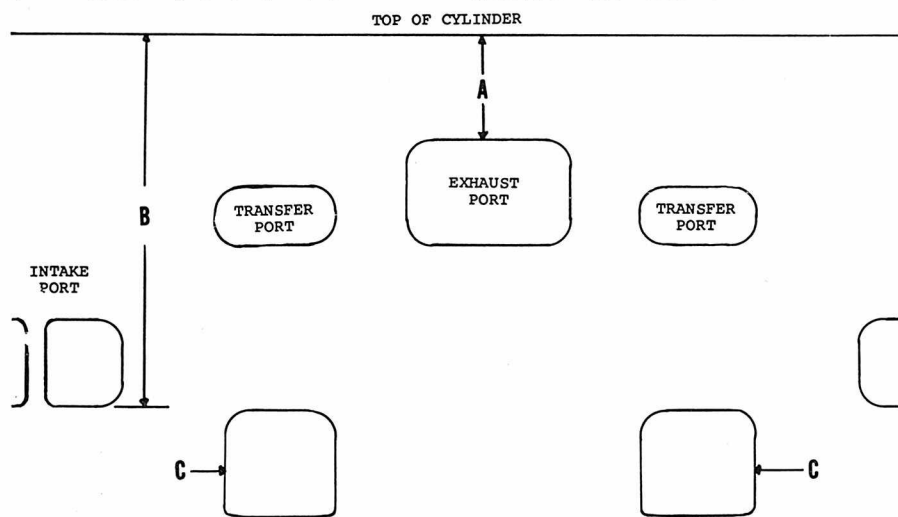 TOP OF CYLINDER
A
EXHAUST
PORT
B
TRANSFER
PORT
TRANSFER
PORT
INTAKE
PORT
C
C